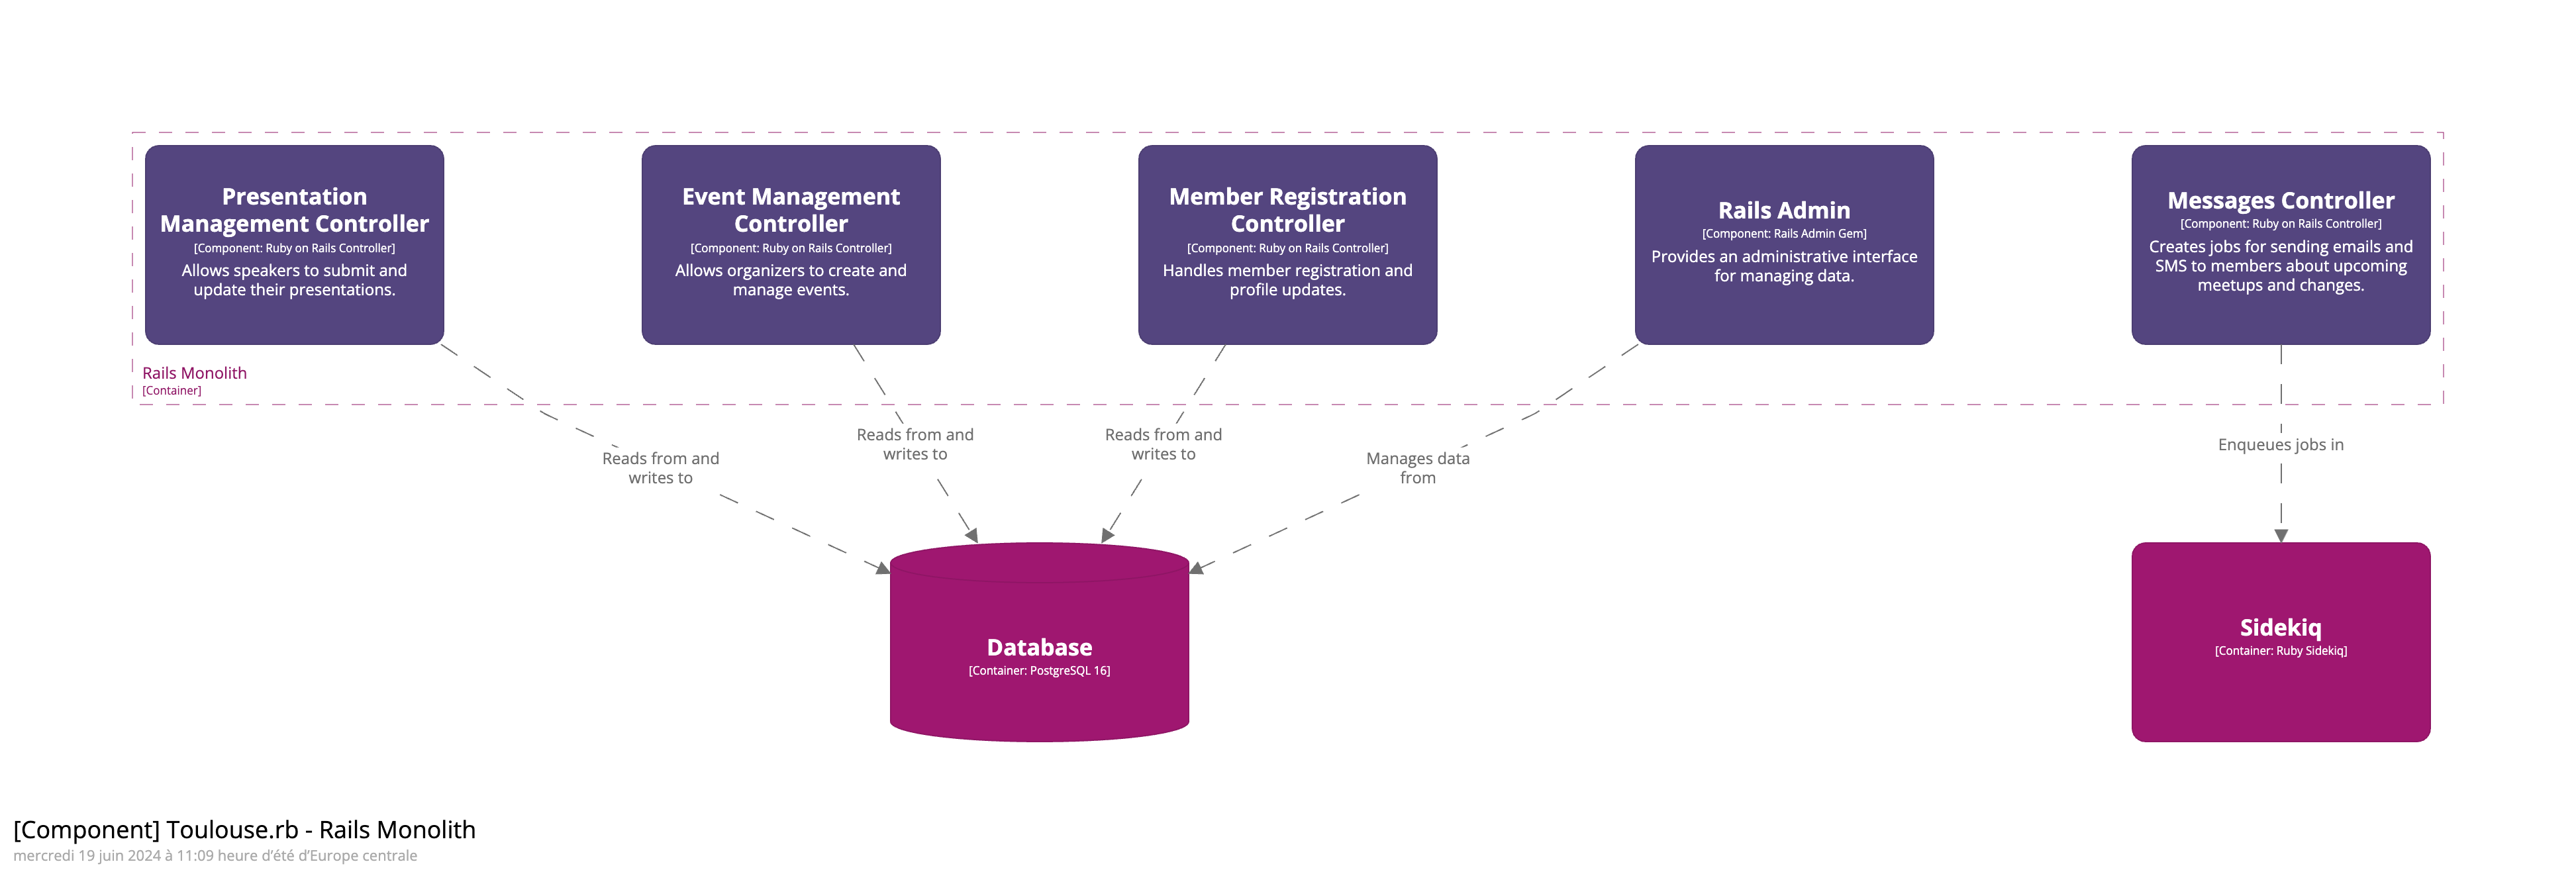 Presentation
Management Controller
[Component: Ruby on Rails Controller]
Allows speakers to submit and
update their presentations.
Event Management
Controller
[Component: Ruby on Rails Controller]
Allows organizers to create and
manage events.
Member Registration
Controller
[Component: Ruby on Rails Controller]
Handles member registration and
profile updates.
Rails Admin
[Component: Rails Admin Gem]
Provides an administrative interface
for managing data.
Messages Controller
[Component: Ruby on Rails Controller]
Creates jobs for sending emails and
SMS to members about upcoming
meetups and changes.
Rails Monolith
[Container]
Reads from and
writes to
Reads from and
writes to
Reads from and
writes to
Manages data
from
Enqueues jobs in
Database
[Container: PostgreSQL 16]
Sidekiq
[Container: Ruby Sidekiq]
[Component] Toulouse.rb - Rails Monolith
mercredi 19 juin 2024 à 11:09 heure d’été d’Europe centrale